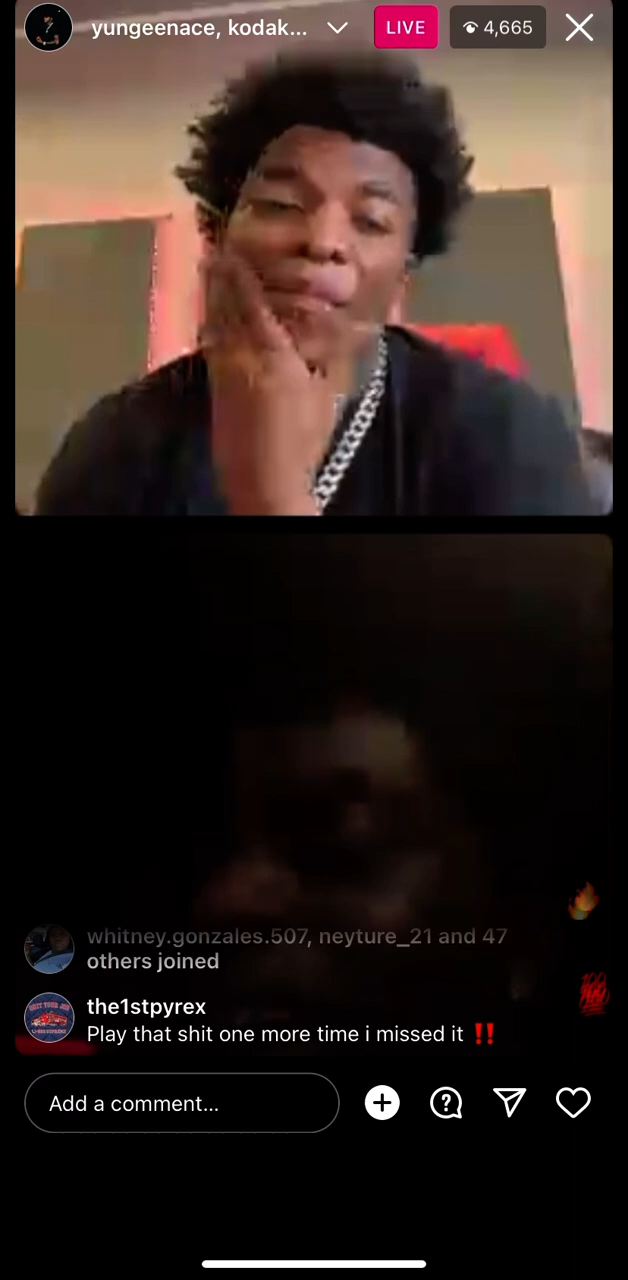 yungeenace, kodak...
LIVE
4,665
whitney.gonzales.507, neyture_21 and 47
others joined
the1stpyrex
Play that shit one more time i missed it ‼️
💯
Add a comment...